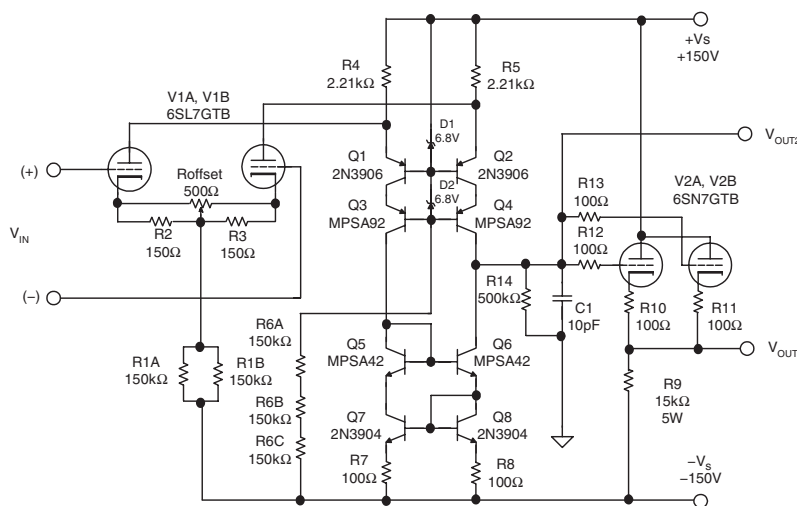 +Vs
+150V
R4
2.21kΩ
R5
2.21kΩ
V1A, V1B
6SL7GTB
D1
6.8V
VOUT2
(+)
Roffset
500Ω
Q1
2N3906
Q2
2N3906
R13
100Ω
V2A, V2B
6SN7GTB
D2
6.8V
Q3
MPSA92
Q4
MPSA92
R12
100Ω
VIN
R2
150Ω
R3
150Ω
R14
500kΩ
C1
10pF
R10
100Ω
R11
100Ω
(–)
R6A
150kΩ
VOUT
R1A
150kΩ
R1B
150kΩ
Q5
MPSA42
Q6
MPSA42
R9
15kΩ
5W
R6B
150kΩ
Q7
2N3904
Q8
2N3904
R6C
150kΩ
R7
100Ω
R8
100Ω
–Vs
–150V